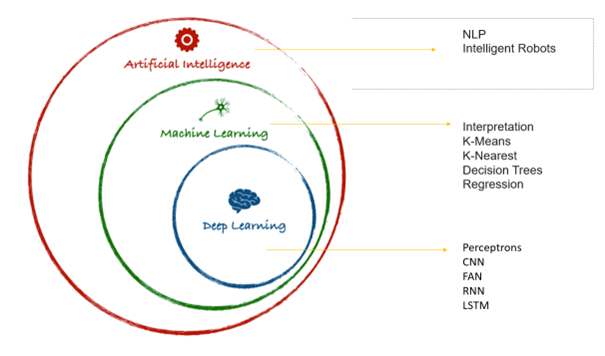 Artificial Intelligence
NLP
Intelligent Robots
Machine Learning
Interpretation
K-Means
K-Nearest
Decision Trees
Regression
Deep Learning
Perceptrons
CNN
FAN
RNN
LSTM